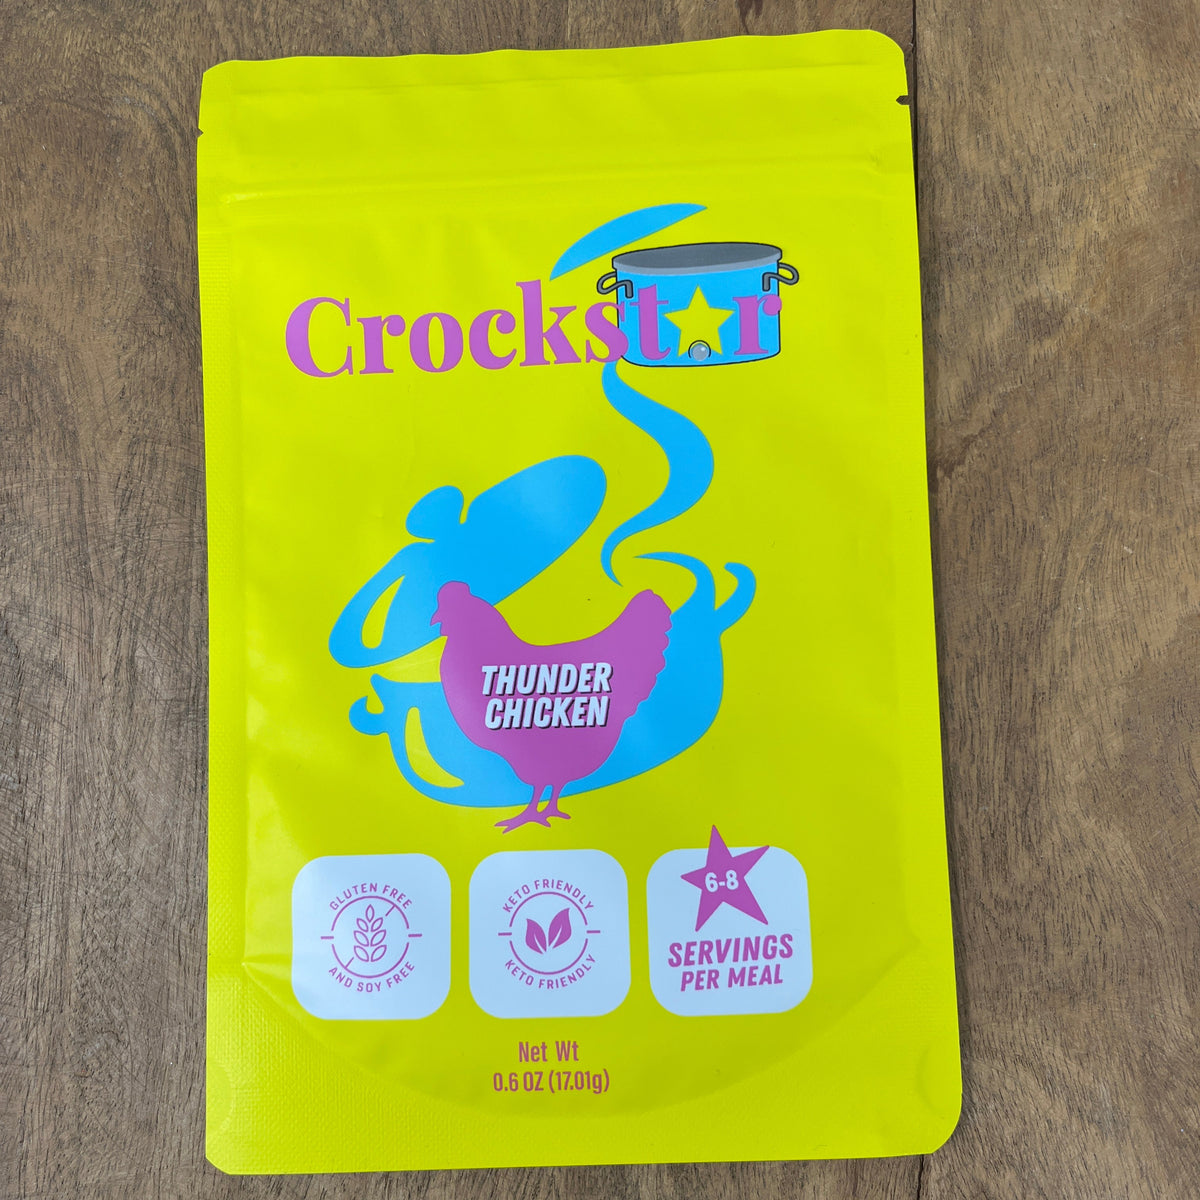 Crockstar
THUNDER
CHICKEN
GLUTEN FREE
AND SOY FREE
KETO FRIENDLY
KETO FRIENDLY
6-8
SERVINGS
PER MEAL
Net Wt
0.6 OZ (17.01g)